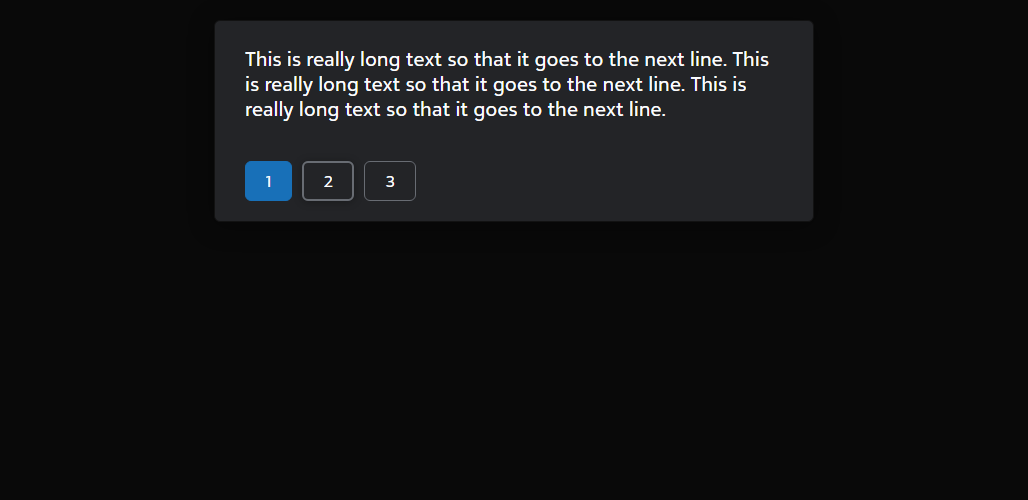 This is really long text so that it goes to the next line. This
is really long text so that it goes to the next line. This is
really long text so that it goes to the next line.
1 2 3